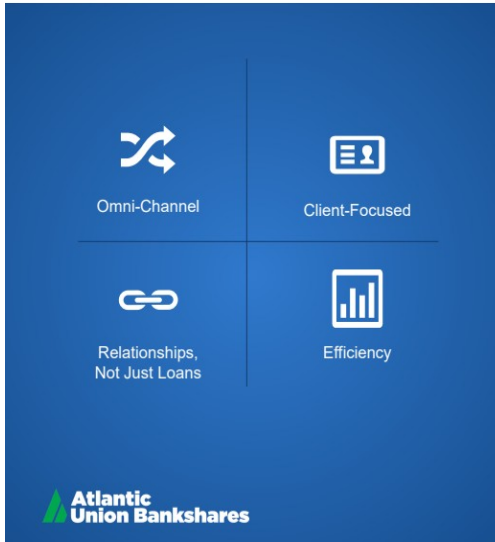 Omni-Channel
Client-Focused
Relationships,
Not Just Loans
Efficiency
Atlantic
Union Bankshares